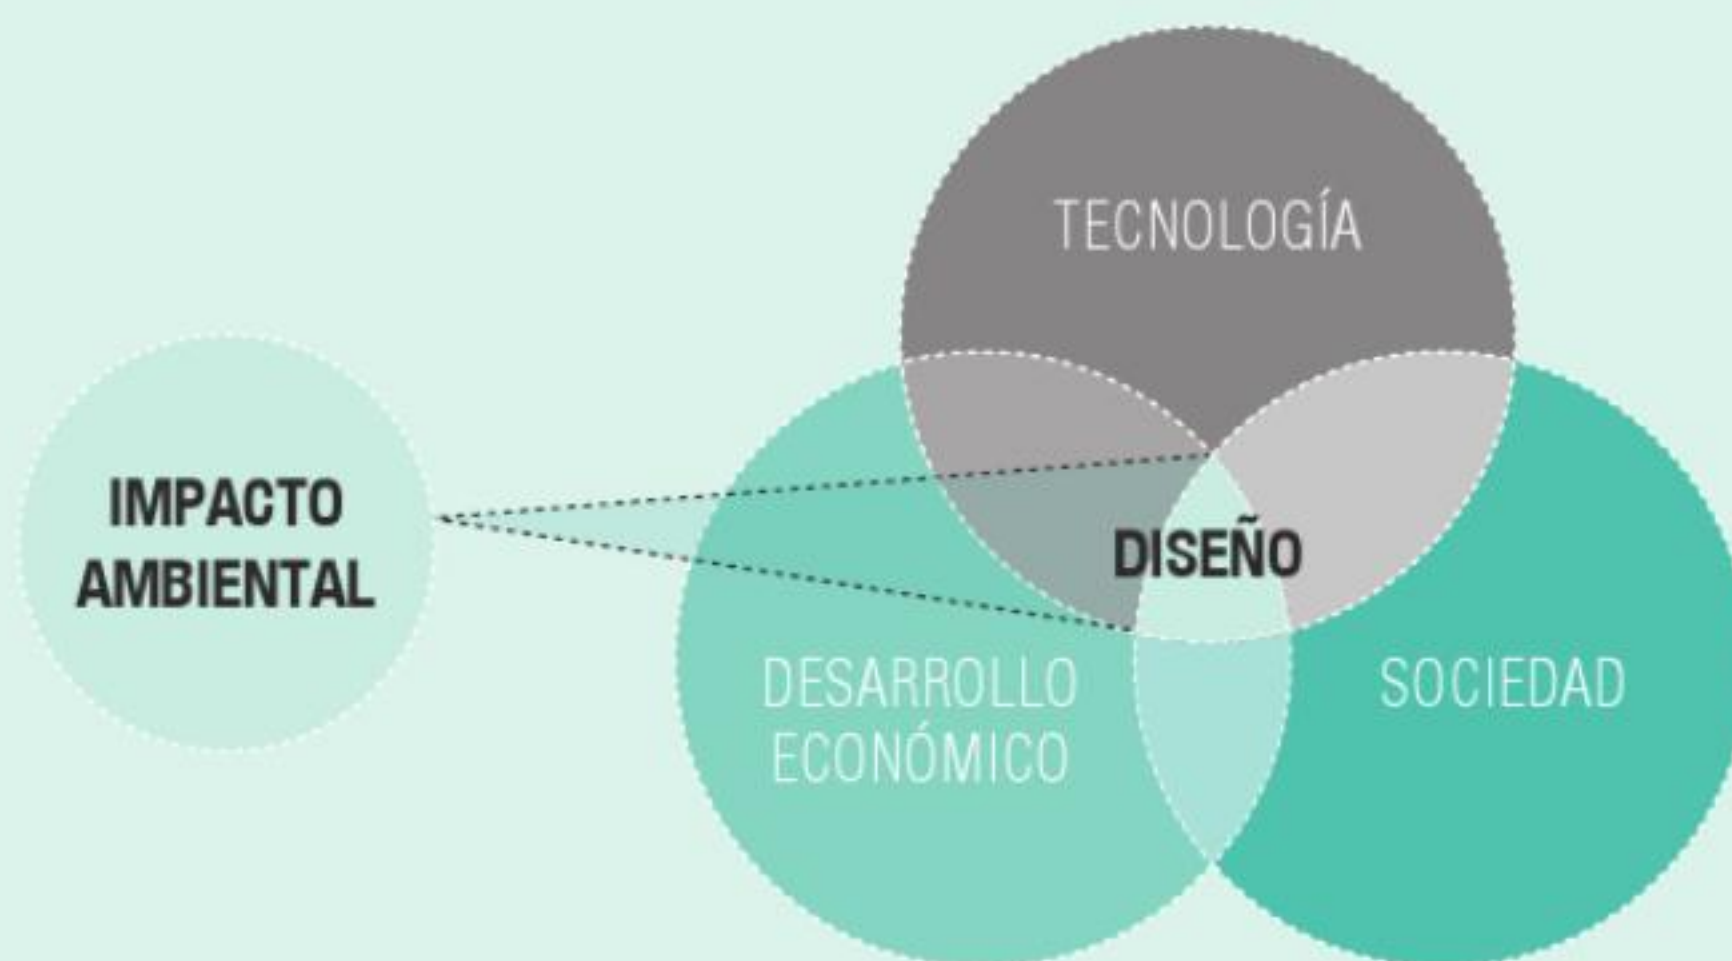 TECNOLOGÍA
IMPACTO
AMBIENTAL
DISEÑO
DESARROLLO
ECONÓMICO
SOCIEDAD